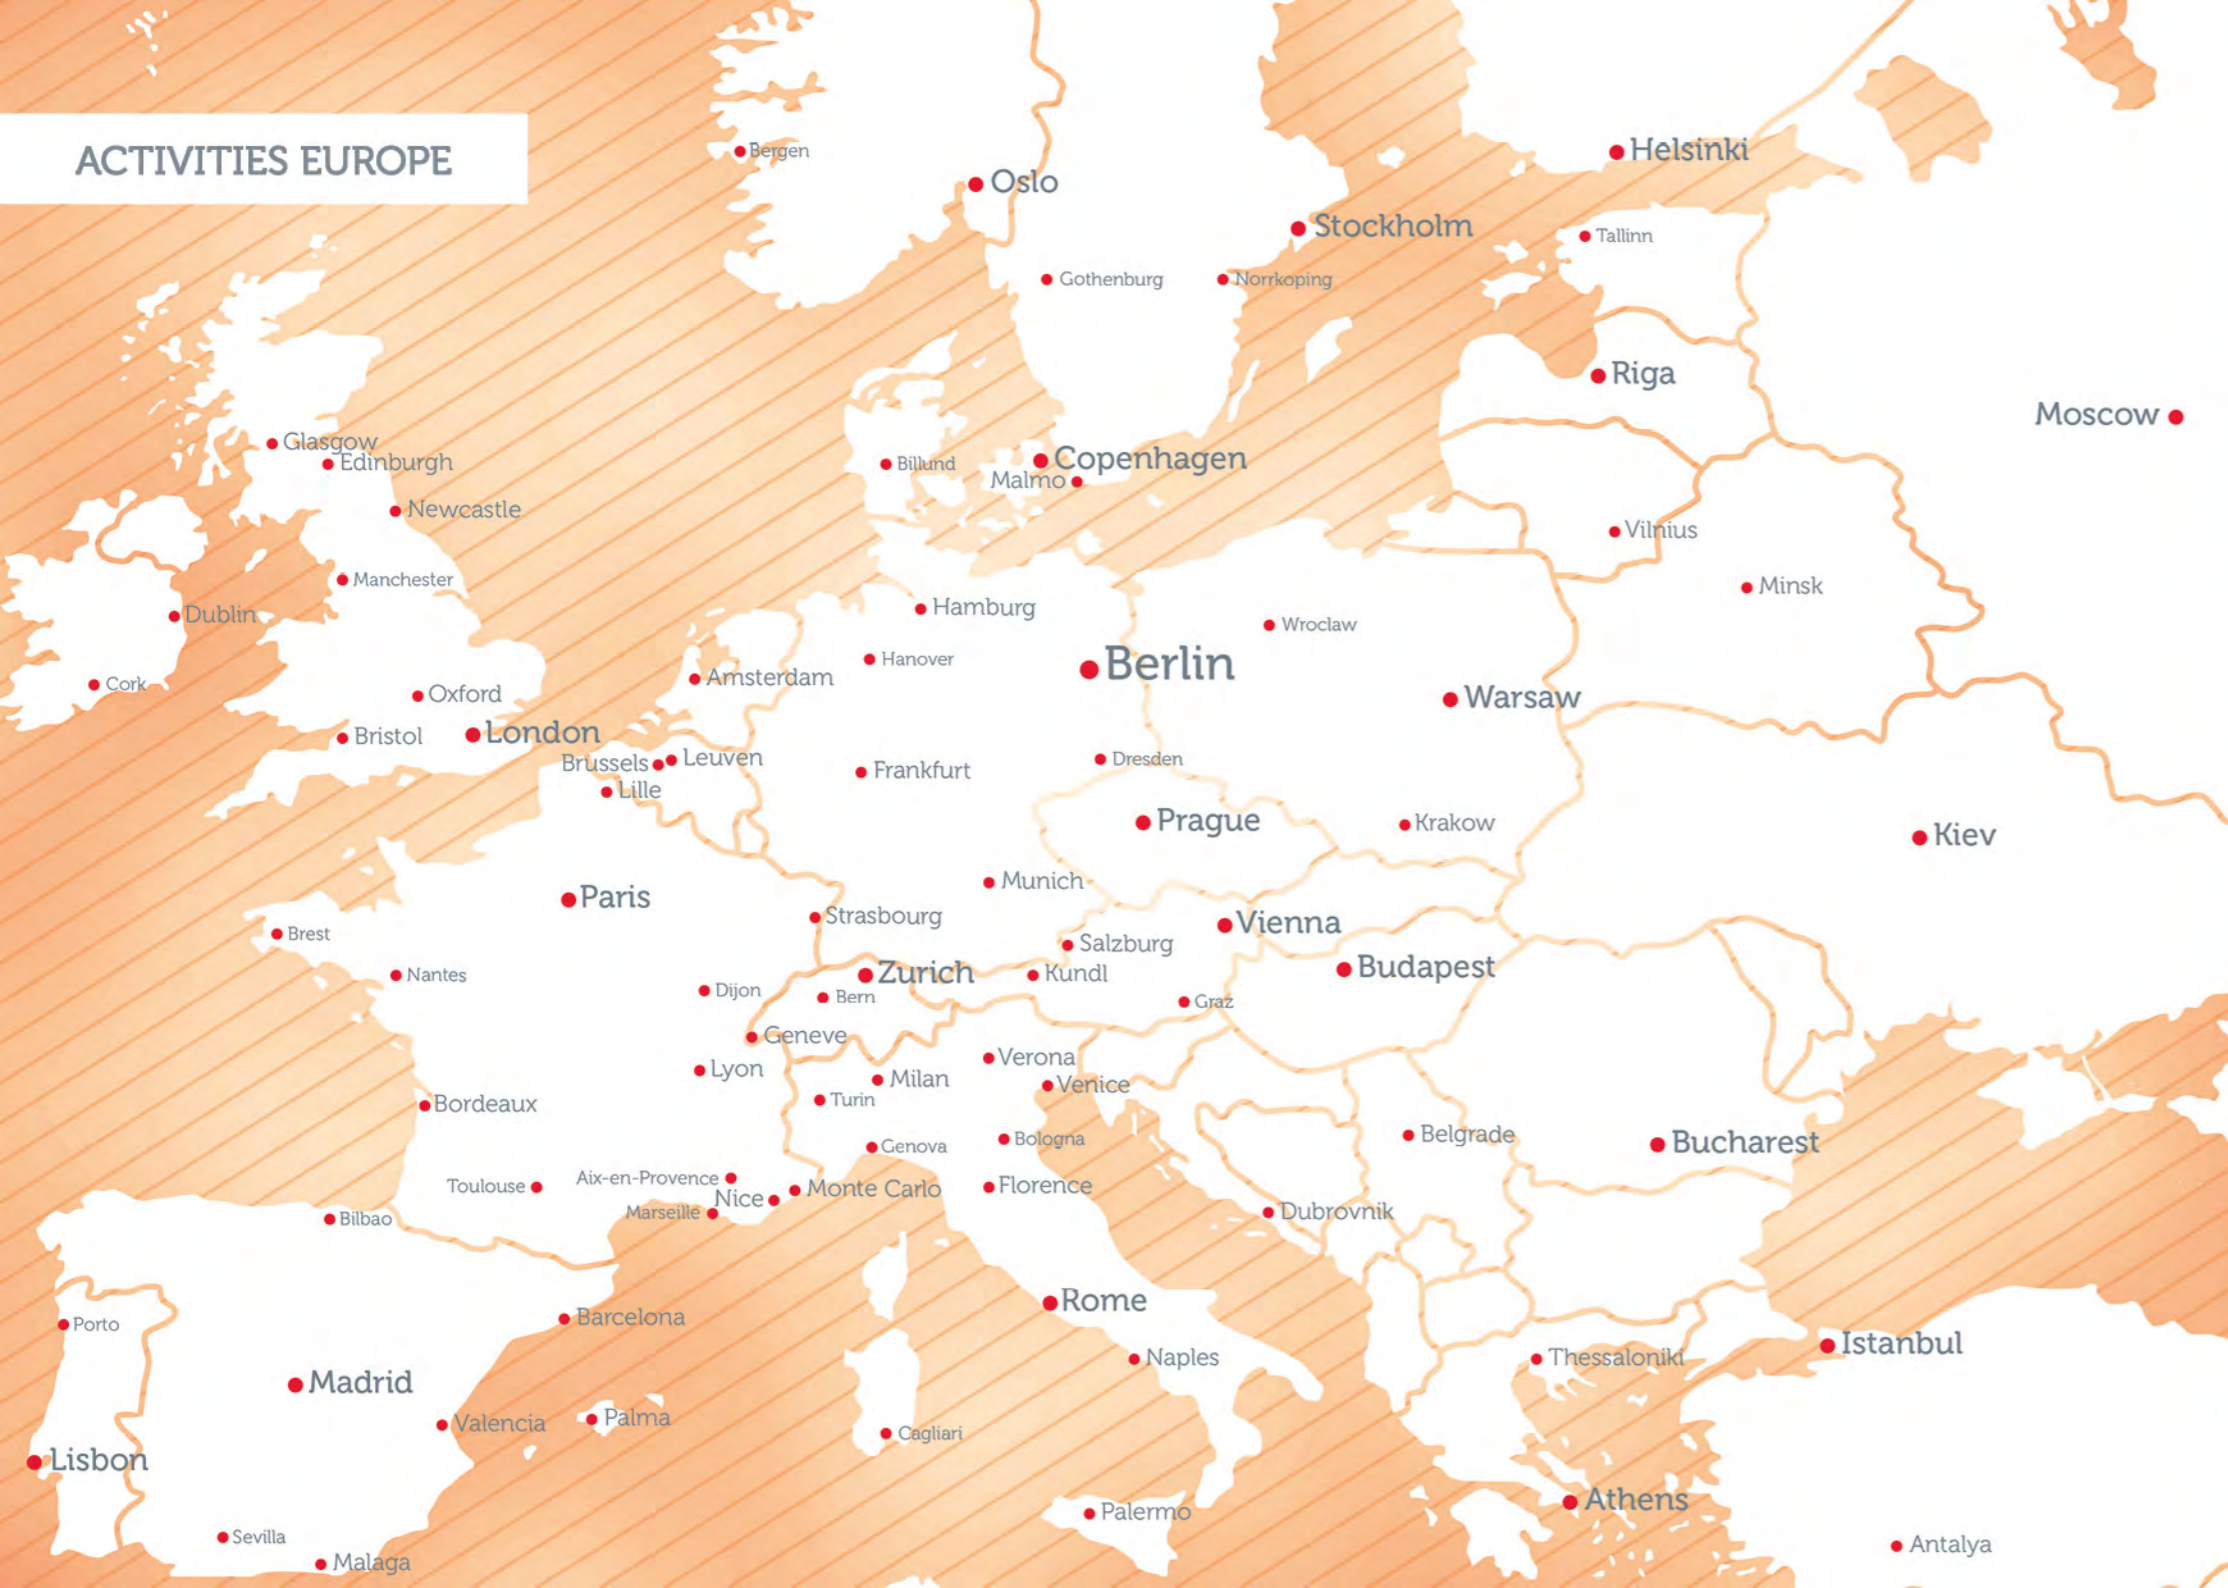 ACTIVITIES EUROPE
Bergen
Helsinki
Oslo
Stockholm
Tallinn
Gothenburg
Norrkoping
Riga
Moscow
Glasgow
Edinburgh
Billund
Copenhagen
Malmo
Newcastle
Vilnius
Manchester
Minsk
Dublin
Hamburg
Wroclaw
Hanover
Berlin
Cork
Amsterdam
Oxford
Warsaw
Bristol
London
Brussels
Leuven
Dresden
Frankfurt
Lille
Prague
Krakow
Kiev
Munich
Paris
Strasbourg
Vienna
Brest
Salzburg
Budapest
Nantes
Zurich
Kundl
Dijon
Bern
Graz
Geneve
Verona
Lyon
Milan
Venice
Turin
Bordeaux
Belgrade
Bologna
Bucharest
Genova
Aix-en-Provence
Toulouse
Monte Carlo
Florence
Nice
Marseille
Dubrovnik
Bilbao
Rome
Barcelona
Porto
Istanbul
Naples
Thessaloniki
Madrid
Palma
Valencia
Cagliari
Lisbon
Athens
Palermo
Sevilla
Antalya
Malaga